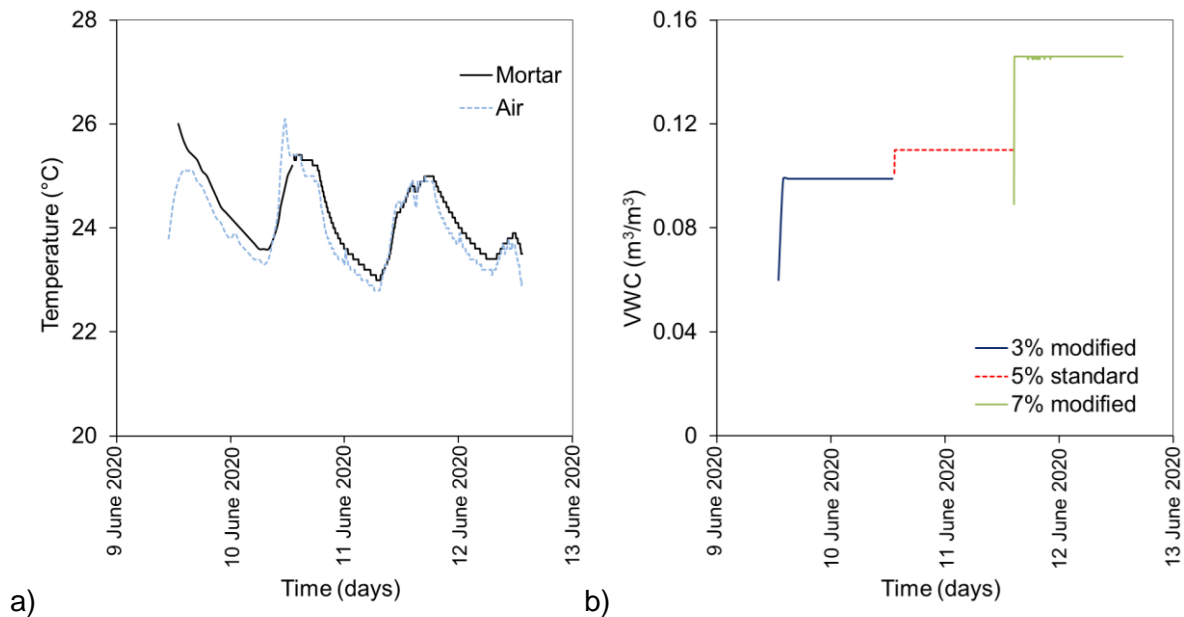 28
26
24
22
20
Temperature (°C)
Mortar
Air
9 June 2020
10 June 2020
11 June 2020
12 June 2020
13 June 2020
Time (days)
a)
0.16
0.12
0.08
0.04
0
VWC (m³/m³)
3% modified
5% standard
7% modified
9 June 2020
10 June 2020
11 June 2020
12 June 2020
13 June 2020
Time (days)
b)